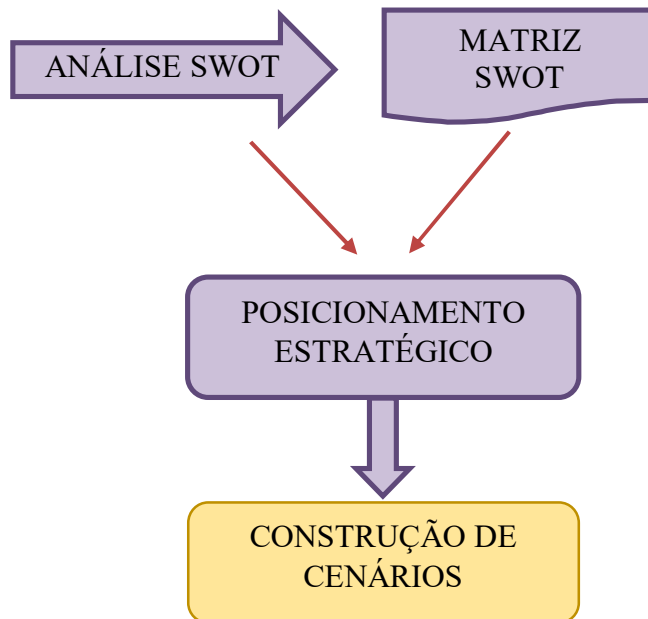 ANÁLISE SWOT
MATRIZ
SWOT
POSICIONAMENTO
ESTRATÉGICO
CONSTRUÇÃO DE
CENÁRIOS